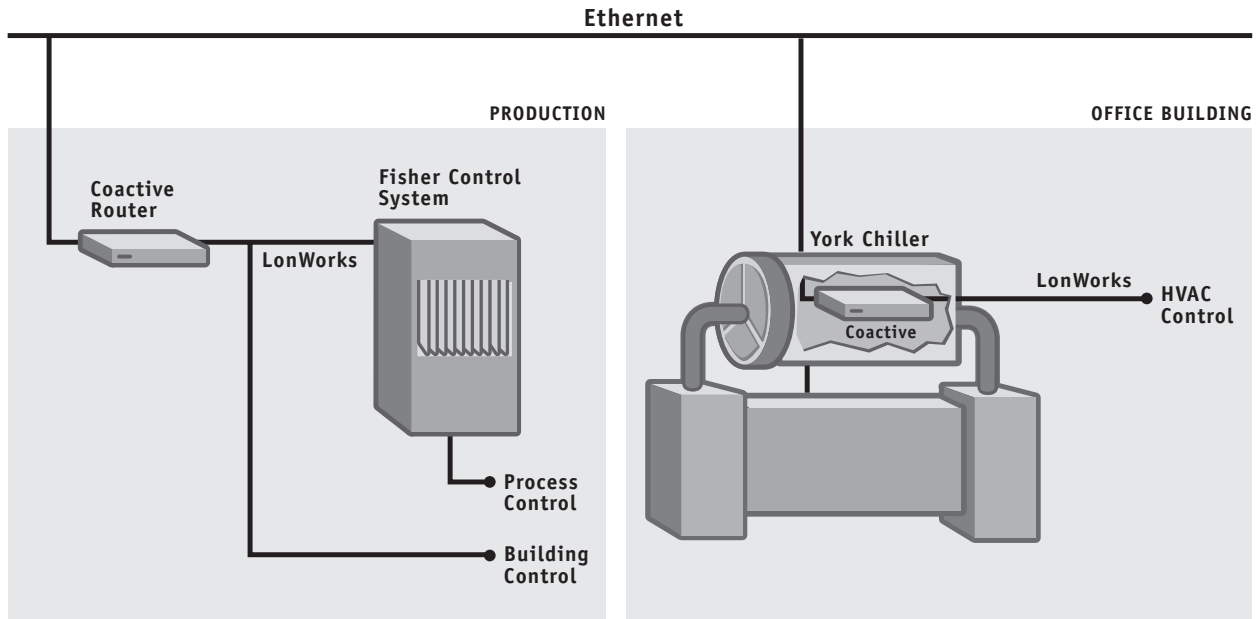 Ethernet
PRODUCTION
Coactive
Router
Fisher Control
System
LonWorks
Process
Control
Building
Control
OFFICE BUILDING
York Chiller
Coactive
LonWorks
HVAC
Control